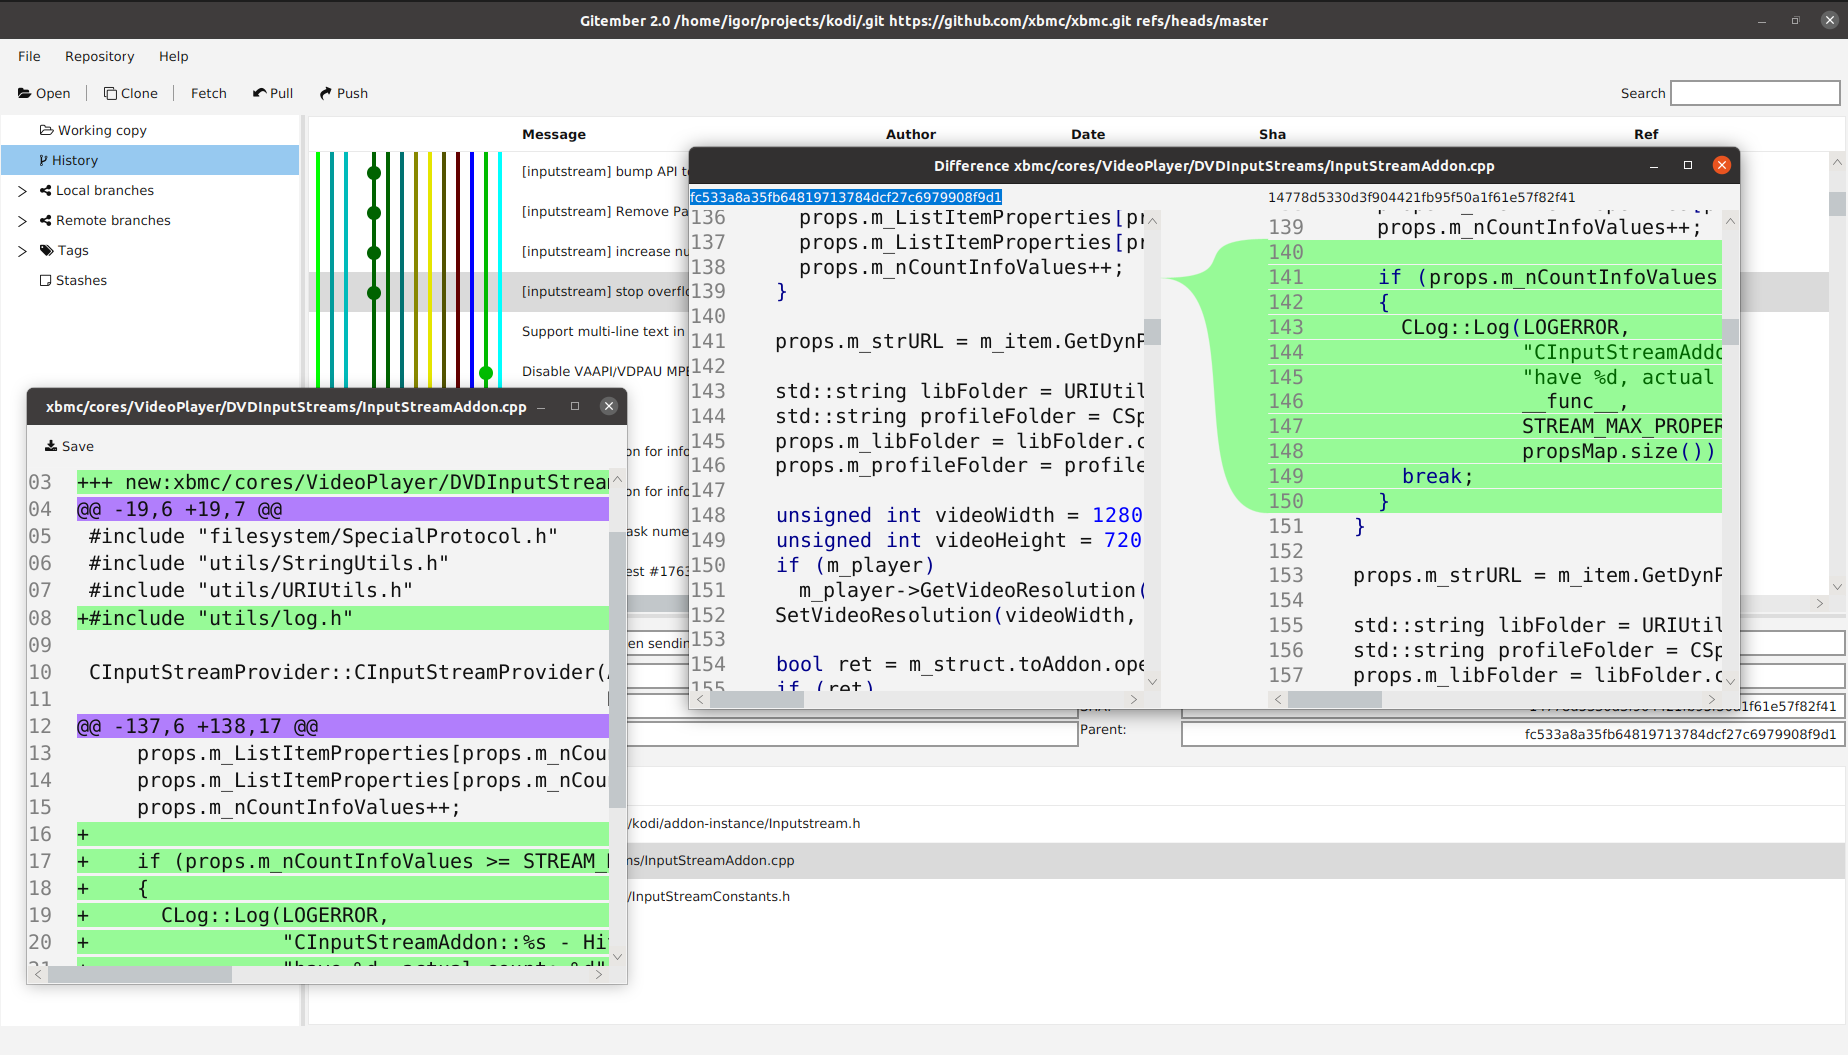 Gitember 2.0 /home/igor/projects/kodi/.git https://github.com/xbmc/xbmc.git refs/heads/master
File Repository Help
Open Clone Fetch Pull Push Search
Working copy
History
Local branches
Remote branches
Tags
Stashes
Message Author Date Sha Ref
[inputstream] bump API
[inputstream] Remove
[inputstream] increase
[inputstream] stop
Support multi-line text in
Disable VAAPI/VDPAU
Difference xbmc/cores/VideoPlayer/DVDInputStreams/InputStreamAddon.cpp
fc533a8a35fb64819713784dcf27c6979908f9d1
136 props.m_ListItemProperties[pr
137 props.m_ListItemProperties[pr
138 props.m_nCountInfoValues++;
139 }
140
141 props.m_strURL = m_item.GetDynP
142
143 std::string libFolder = URIUtil
144 std::string profileFolder = CSp
145 props.m_libFolder = libFolder.c
146 props.m_profileFolder = profile
147
148 unsigned int videoWidth = 1280
149 unsigned int videoHeight = 720
150 if (m_player)
151 m_player->GetVideoResolution(
152 SetVideoResolution(videoWidth,
153
154 bool ret = m_struct.toAddon.ope
155 if (ret)
14778d5330d3f904421fb95f50a1f61e57f82f41
139 props.m_nCountInfoValues++;
140
141 if (props.m_nCountInfoValues
142 {
143 CLog::Log(LOGERROR,
144 "CInputStreamAddo
145 "have %d, actual
146 __func__,
147 STREAM_MAX_PROPER
148 propsMap.size())
149 break;
150 }
151 }
152
153 props.m_strURL = m_item.GetDynP
154
155 std::string libFolder = URIUtil
156 std::string profileFolder = CSp
157 props.m_libFolder = libFolder.c
xbmc/cores/VideoPlayer/DVDInputStreams/InputStreamAddon.cpp
Save
03 +++ new:xbmc/cores/VideoPlayer/DVDInputStream
04 @@ -19,6 +19,7 @@
05 #include "filesystem/SpecialProtocol.h"
06 #include "utils/StringUtils.h"
07 #include "utils/URIUtils.h"
08 +#include "utils/log.h"
09
10 CInputStreamProvider::CInputStreamProvider(
11
12 @@ -137,6 +138,17 @@
13 props.m_ListItemProperties[props.m_nCou
14 props.m_ListItemProperties[props.m_nCou
15 props.m_nCountInfoValues++;
16 +
17 + if (props.m_nCountInfoValues >= STREAM_
18 + {
19 + CLog::Log(LOGERROR,
20 + "CInputStreamAddon::%s - Hi
on for info
on for info
ask nume
est #1763
en sendin
Parent: fc533a8a35fb64819713784dcf27c6979908f9d1
/kodi/addon-instance/Inputstream.h
ms/InputStreamAddon.cpp
/InputStreamConstants.h